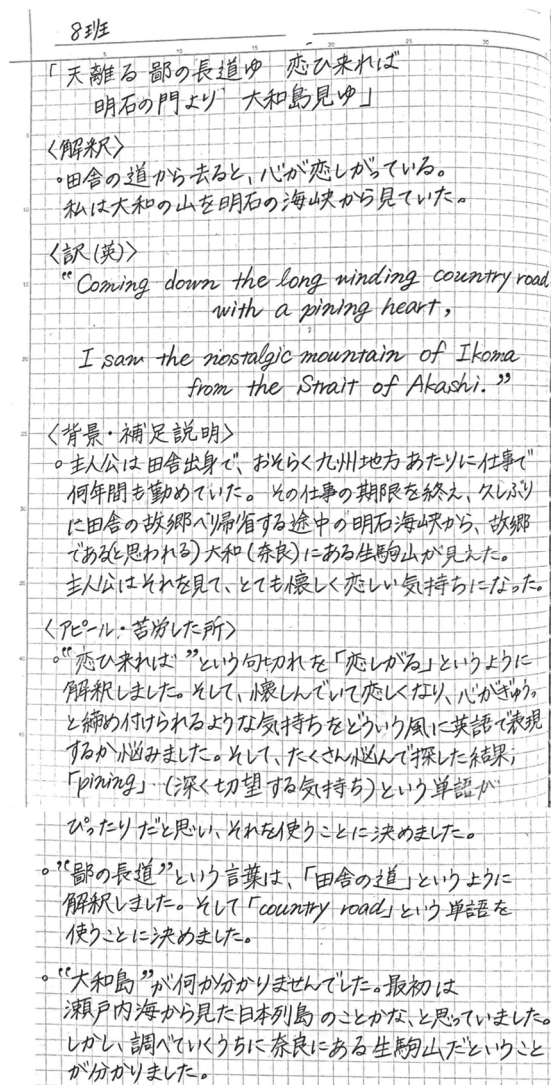 8班
「天離る 鄙の長道ゆ 恋ひ来れば
明石の門より 大和島見ゆ」
〈解釈〉
。田舎の道から去ると、心が恋しがっている。
私は大和の山を明石の海峡から見ていた。
〈訳(英)〉
"Coming down the long winding country road
with a pining heart,
I saw the nostalgic mountain of Ikoma
from the Strait of Akashi."
〈背景・補足説明〉
。主人公は田舎出身で、おそらく九州地方あたりに仕事で
何年間も勤めていた。その仕事の期限を終え、久しぶり
に田舎の故郷へ帰省する途中の明石海峡から、故郷
である(と思われる)大和(奈良)にある生駒山が見えた。
主人公はそれを見て、とても懐しく恋しい気持ちになった。
〈アピール・苦労した所〉
。"恋ひ来れば"という句切れを「恋しがる」というように
解釈しました。そして、懐しんでいて恋しくなり、心がぎゅう。
と締め付けられるような気持ちをどういう風に英語で表現
するか悩みました。そして、たくさん悩んで探した結果、
「pining」(深く切望する気持ち)という単語が
ぴったりだと思い、それを使うことに決めました。
。"鄙の長道"という言葉は、「田舎の道」というように
解釈しました。そして「country road」という単語を
使うことに決めました。
。"大和島"が何か分かりませんでした。最初は
瀬戸内海から見た日本列島のことかな、と思っていました。
しかし、調べていくうちに奈良にある生駒山だということ
が分かりました。